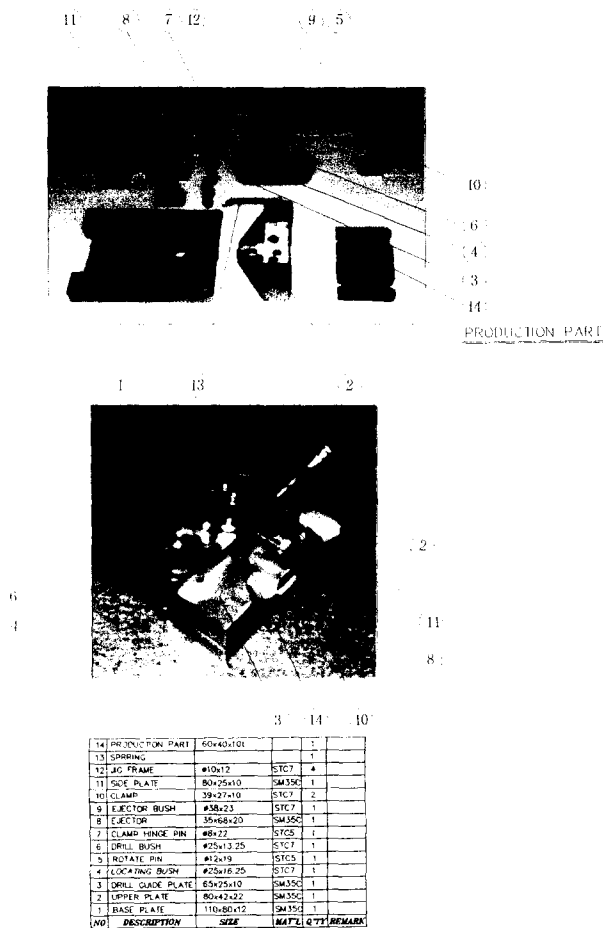 11 8 7 12 9 5
10
6
4
3
14
PRODUCTION PART
1 13 2
2
6
4
11
8
3 14 10
14 PRODUCTION PART 60x40x10t 1
13 SPRRING 1
12 JIG FRAME ø10x12 STC7 4
11 SIDE PLATE 80x25x10 SM35C 1
10 CLAMP 39x27x10 STC7 2
9 EJECTOR BUSH ø38x23 STC7 1
8 EJECTOR 35x68x20 SM35C 1
7 CLAMP HINGE PIN ø8x22 STC5 1
6 DRILL BUSH ø25x13.25 STC7 1
5 ROTATE PIN ø12x19 STC5 1
4 LOCATING BUSH ø25x16.25 STC7 1
3 DRILL GUIDE PLATE 65x25x10 SM35C 1
2 UPPER PLATE 80x42x22 SM35C 1
1 BASE PLATE 110x80x12 SM35C 1
NO DESCRIPTION SIZE MAT'L Q'TY REMARK